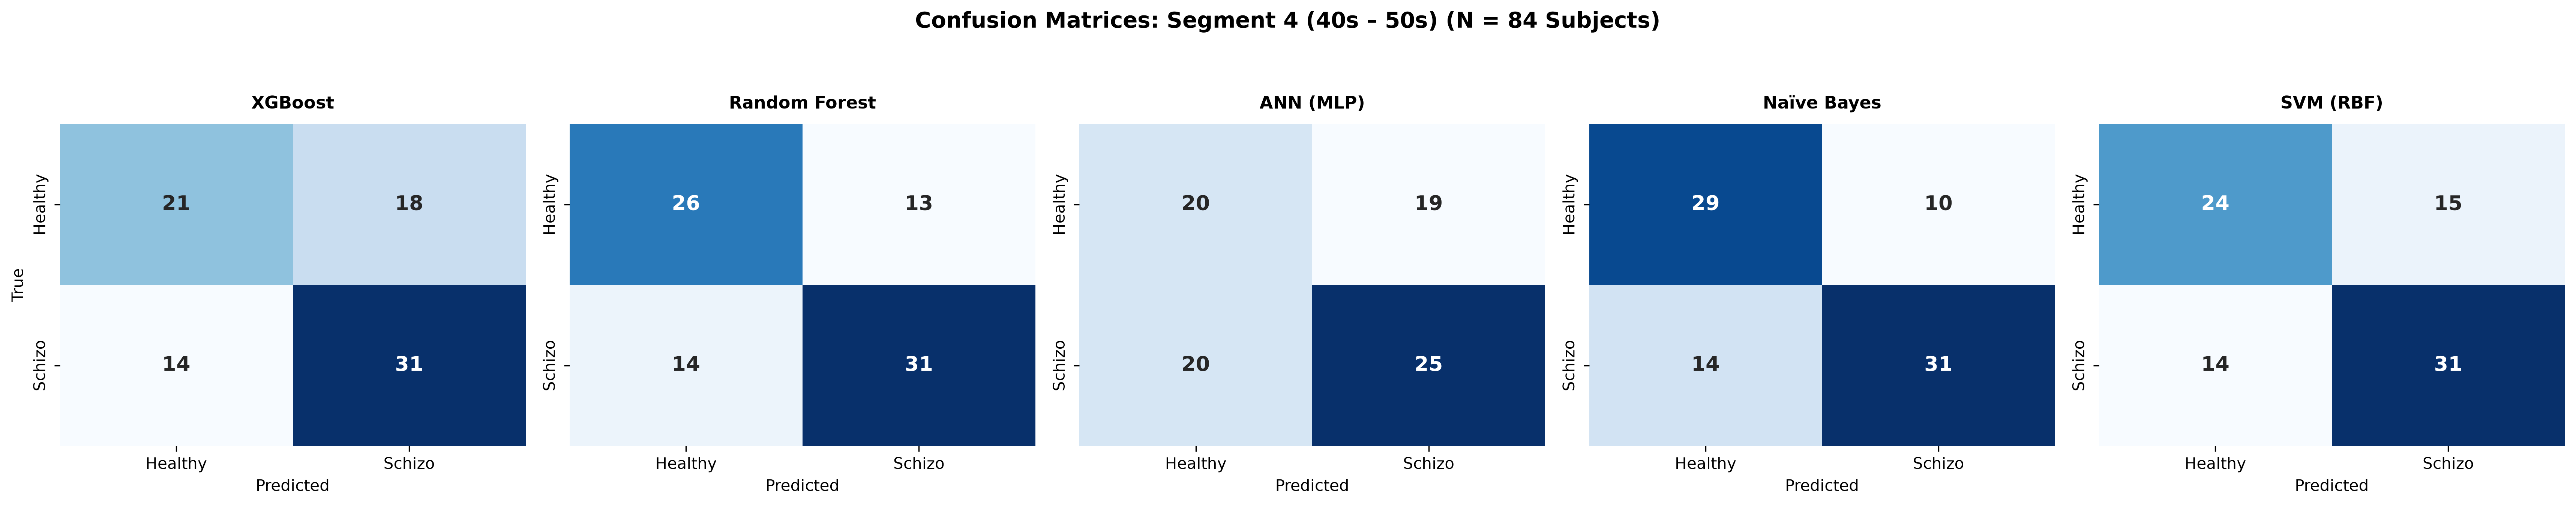 Confusion Matrices: Segment 4 (40s – 50s) (N = 84 Subjects)
XGBoost
True
Healthy
Schizo
21
18
14
31
Healthy
Schizo
Predicted
Random Forest
Healthy
Schizo
26
13
14
31
Healthy
Schizo
Predicted
ANN (MLP)
Healthy
Schizo
20
19
20
25
Healthy
Schizo
Predicted
Naïve Bayes
Healthy
Schizo
29
10
14
31
Healthy
Schizo
Predicted
SVM (RBF)
Healthy
Schizo
24
15
14
31
Healthy
Schizo
Predicted